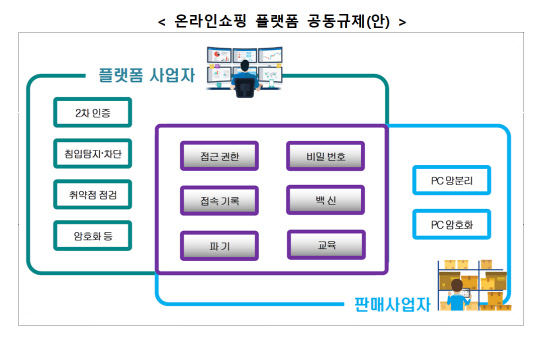 < 온라인쇼핑 플랫폼 공동규제(안) >
플랫폼 사업자
2차 인증
침입탐지·차단
취약점 점검
암호화 등
접근 권한
비밀 번호
접속 기록
백 신
파 기
교육
PC 망분리
PC 암호화
판매사업자